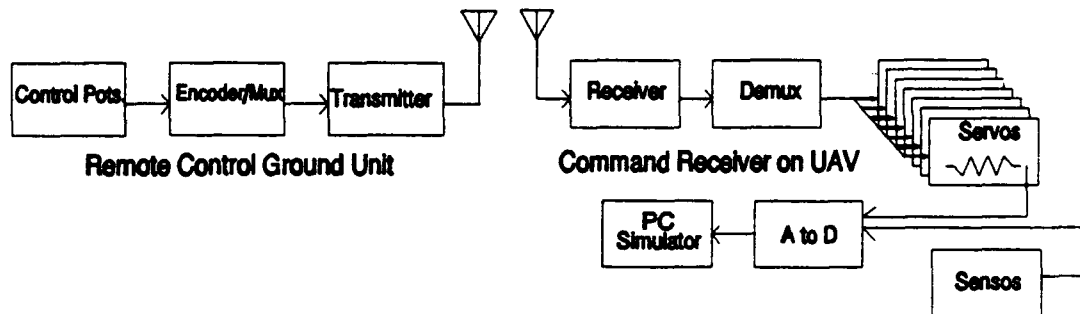 Control Pots.
Encoder/Mux
Transmitter
Receiver
Demux
Servos
Remote Control Ground Unit
Command Receiver on UAV
PC
Simulator
A to D
Sensos